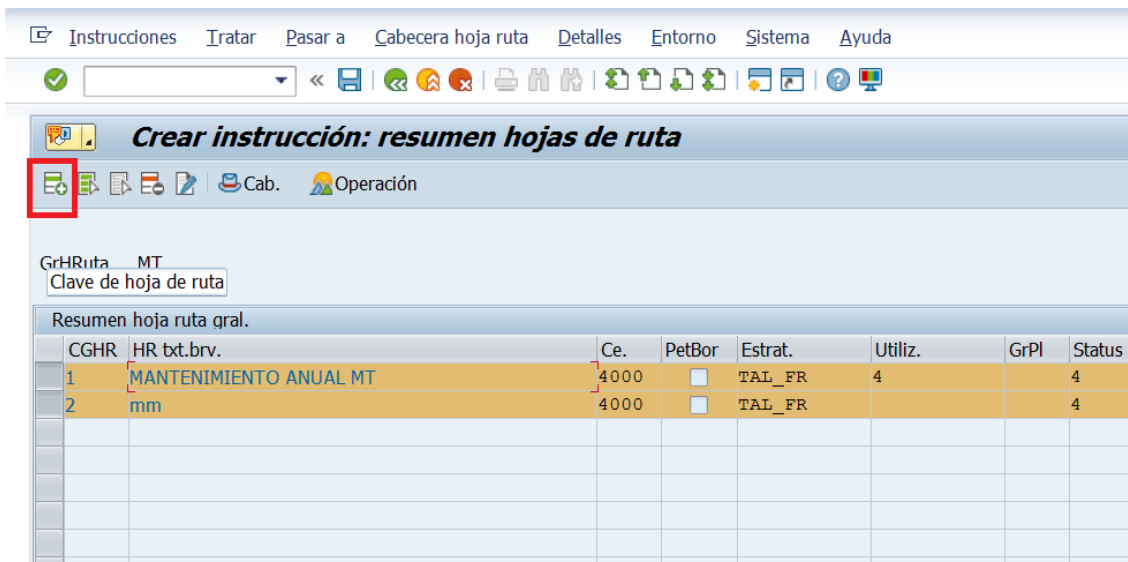 Instrucciones Tratar Pasar a Cabecera hoja ruta Detalles Entorno Sistema Ayuda
Crear instrucción: resumen hojas de ruta
Cab. Operación
GrHRuta MT
Clave de hoja de ruta
Resumen hoja ruta gral.
CGHR HR txt.brv. Ce. PetBor Estrat. Utiliz. GrPl Status
1 MANTENIMIENTO ANUAL MT 4000 TAL_FR 4 4
2 mm 4000 TAL_FR 4